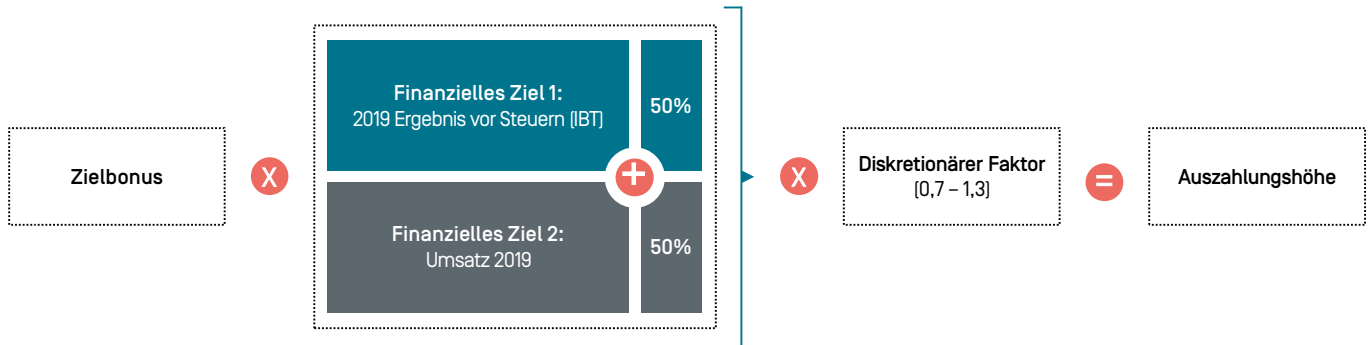 Zielbonus
X
Finanzielles Ziel 1:
2019 Ergebnis vor Steuern (IBT)
50%
+
Finanzielles Ziel 2:
Umsatz 2019
50%
X
Diskretionärer Faktor
(0,7 – 1,3)
=
Auszahlungshöhe